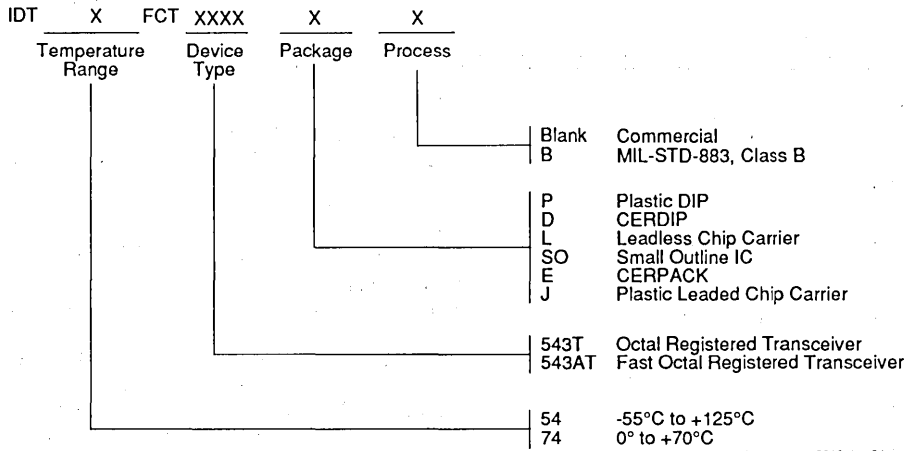 IDT X FCT XXXX X X
Temperature Range Device Type Package Process
Blank Commercial
B MIL-STD-883, Class B
P Plastic DIP
D CERDIP
L Leadless Chip Carrier
SO Small Outline IC
E CERPACK
J Plastic Leaded Chip Carrier
543T Octal Registered Transceiver
543AT Fast Octal Registered Transceiver
54 -55°C to +125°C
74 0° to +70°C